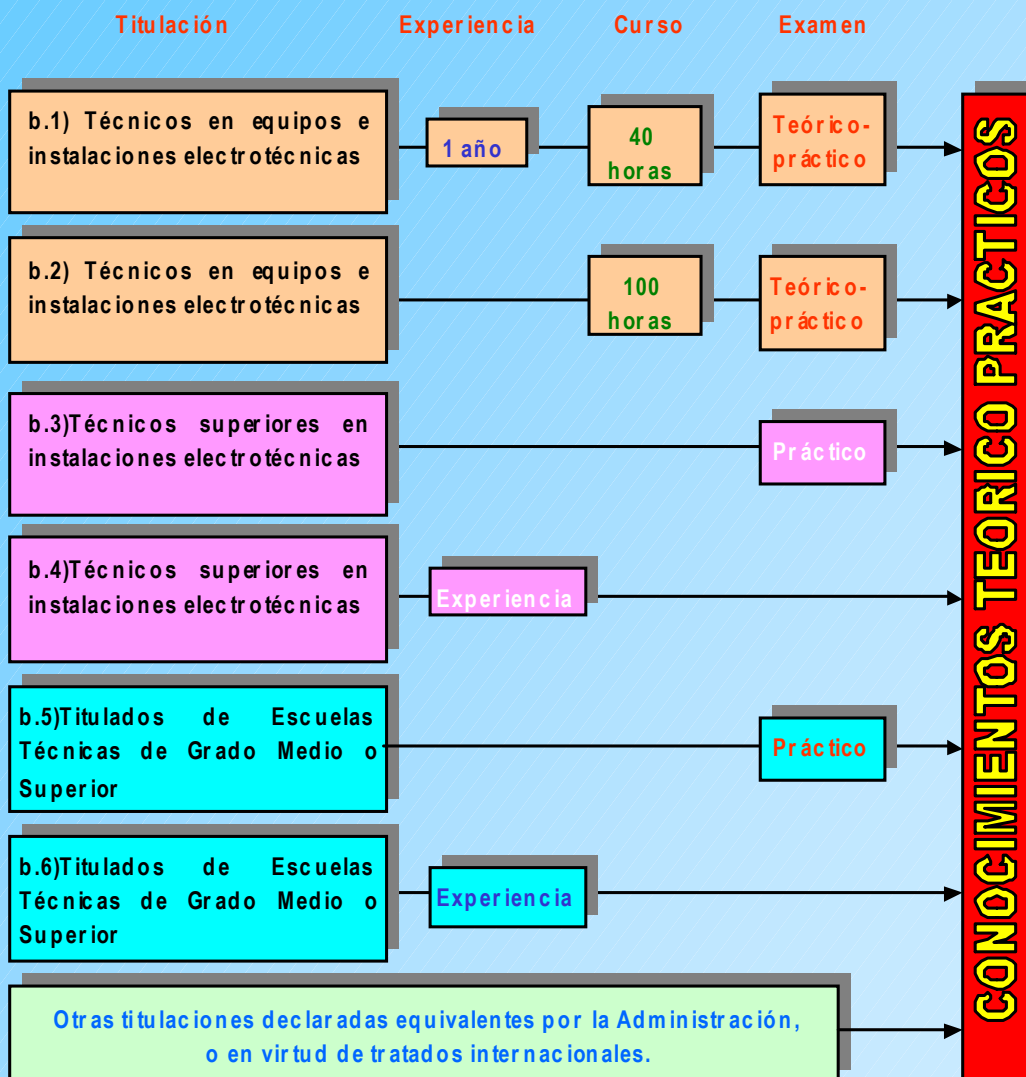 Titulación Experiencia Curso Examen
b.1) Técnicos en equipos e
instalaciones electrotécnicas
1 año
40
horas
Teórico-
práctico
b.2) Técnicos en equipos e
instalaciones electrotécnicas
100
horas
Teórico-
práctico
b.3)Técnicos superiores en
instalaciones electrotécnicas
Práctico
b.4)Técnicos superiores en
instalaciones electrotécnicas
Experiencia
b.5)Titulados de Escuelas
Técnicas de Grado Medio o
Superior
Práctico
b.6)Titulados de Escuelas
Técnicas de Grado Medio o
Superior
Experiencia
Otras titulaciones declaradas equivalentes por la Administración,
o en virtud de tratados internacionales.
CONOCIMIENTOS TEORICO PRACTICOS